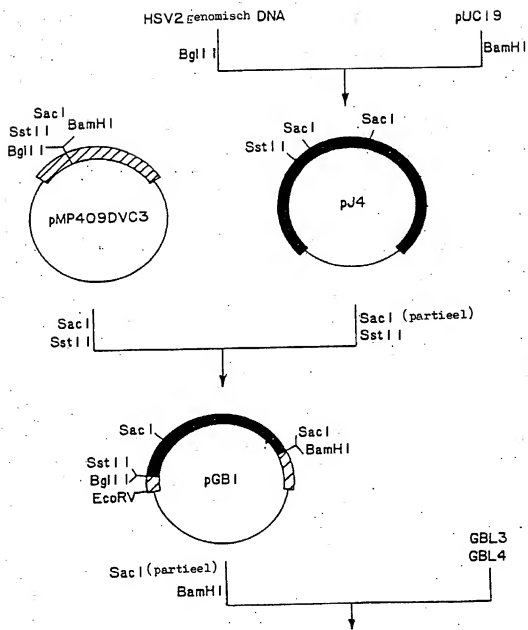 HSV2 genomisch DNA
pUC19
BglII
BamHI
SacI
SstII
BamHI
BglII
pMP409DVC3
SacI
SacI
SstII
pJ4
SacI
SstII
SacI (partieel)
SstII
SacI
SacI
BamHI
SstII
BglII
EcoRV
pGB1
GBL3
GBL4
SacI (partieel)
BamHI